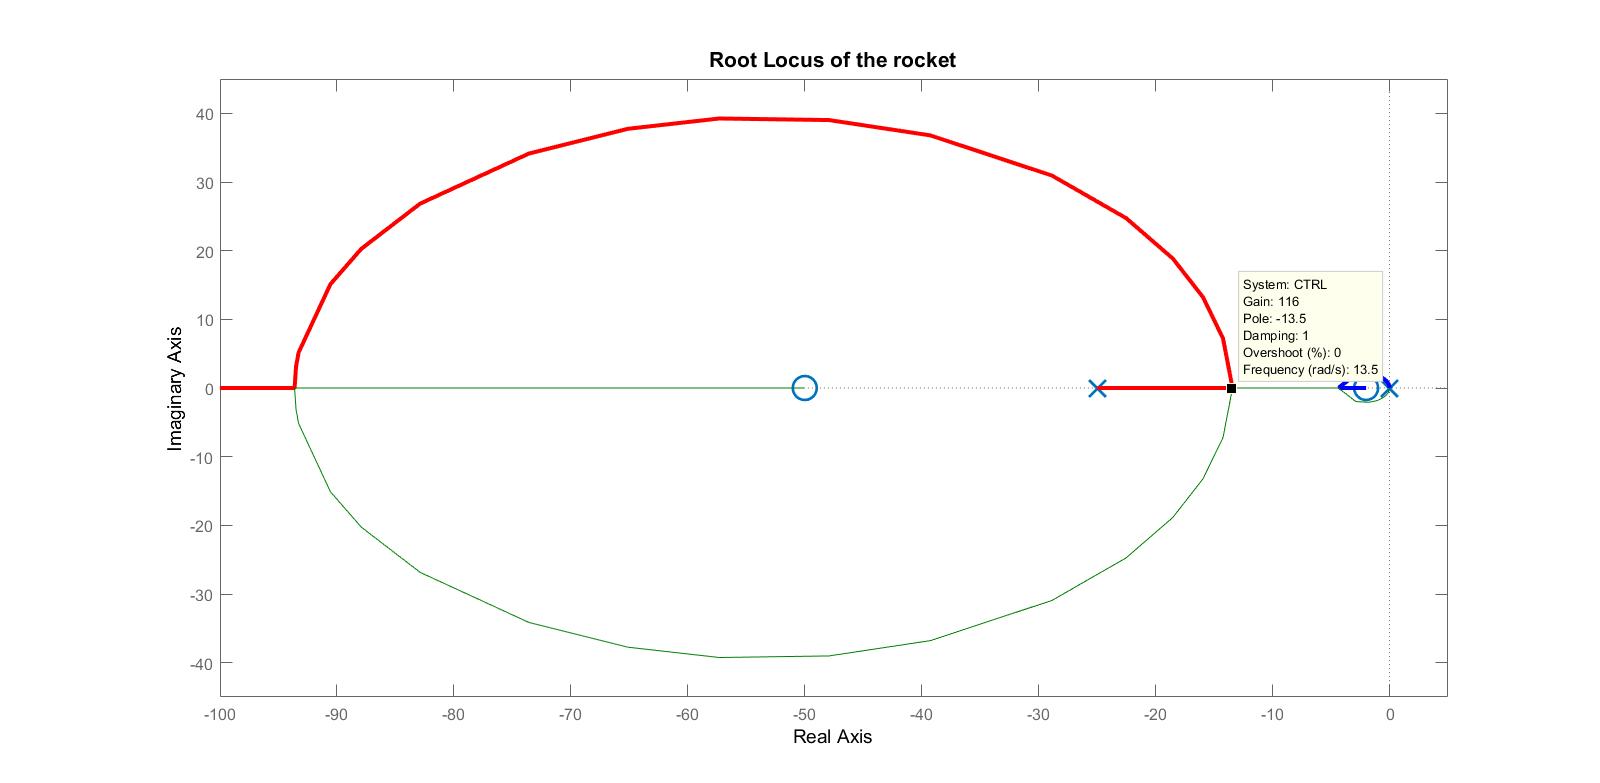 Root Locus of the rocket
40
30
20
10
0
-10
-20
-30
-40
Imaginary Axis
System: CTRL
Gain: 116
Pole: -13.5
Damping: 1
Overshoot (%): 0
Frequency (rad/s): 13.5
-100 -90 -80 -70 -60 -50 -40 -30 -20 -10 0
Real Axis